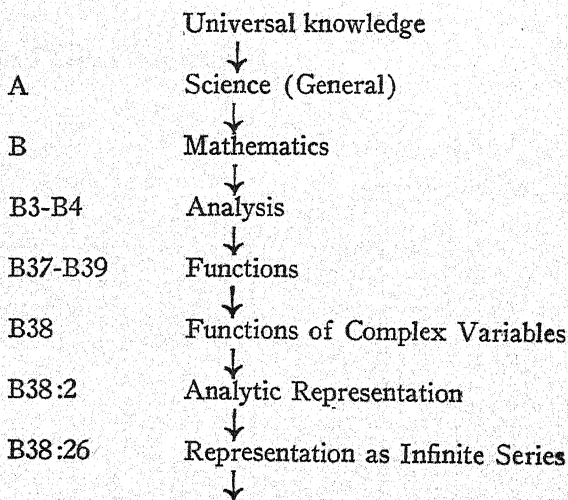 Universal knowledge
A Science (General)
B Mathematics
B3-B4 Analysis
B37-B39 Functions
B38 Functions of Complex Variables
B38:2 Analytic Representation
B38:26 Representation as Infinite Series